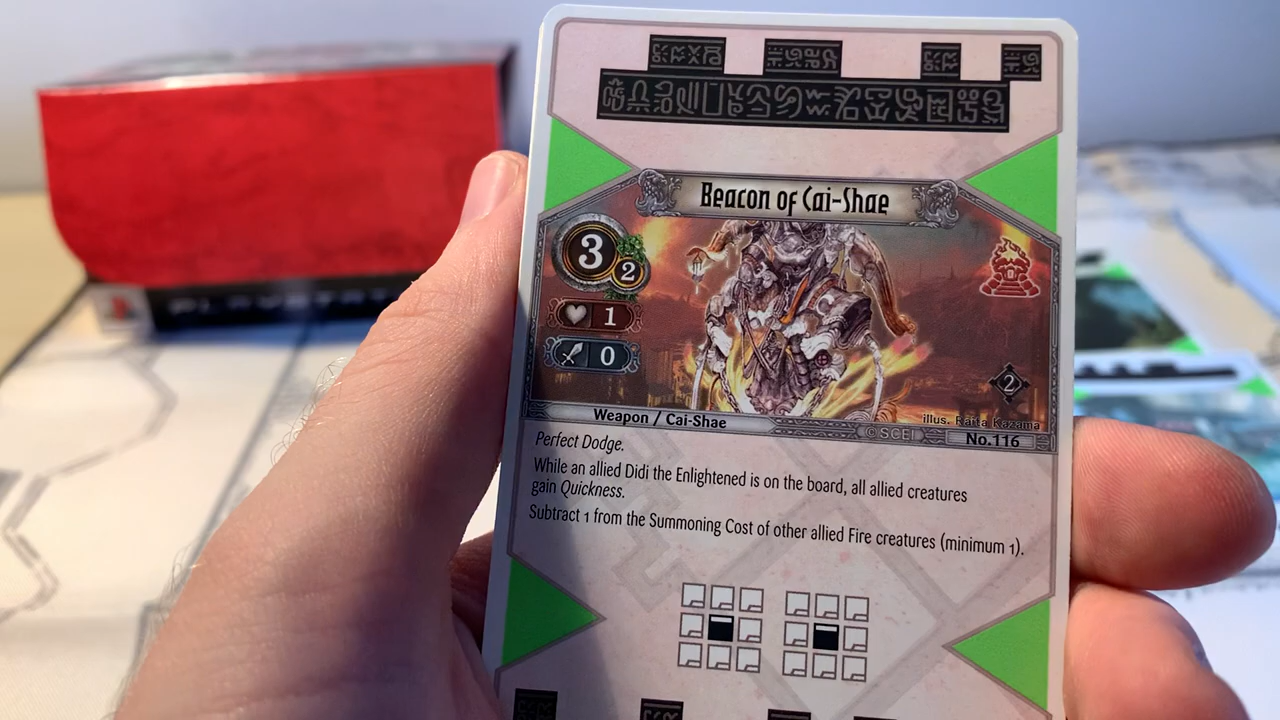 Beacon of Cai-Shae
3
2
1
0
2
illus. Raita Kazama
Weapon / Cai-Shae
©SCEI
No.116
Perfect Dodge.
While an allied Didi the Enlightened is on the board, all allied creatures
gain Quickness.
Subtract 1 from the Summoning Cost of other allied Fire creatures (minimum 1).